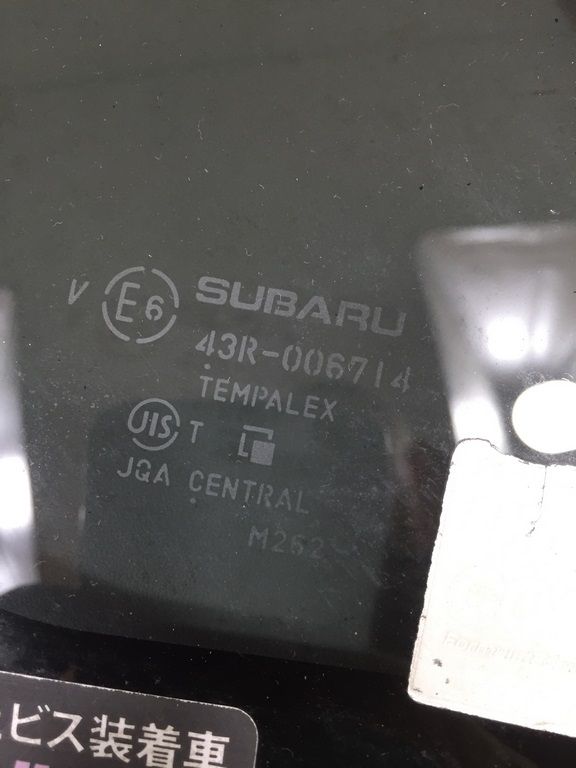 V E6 SUBARU
43R-006714
TEMPALEX
JIS T
JQA CENTRAL
M262
ビス装着車